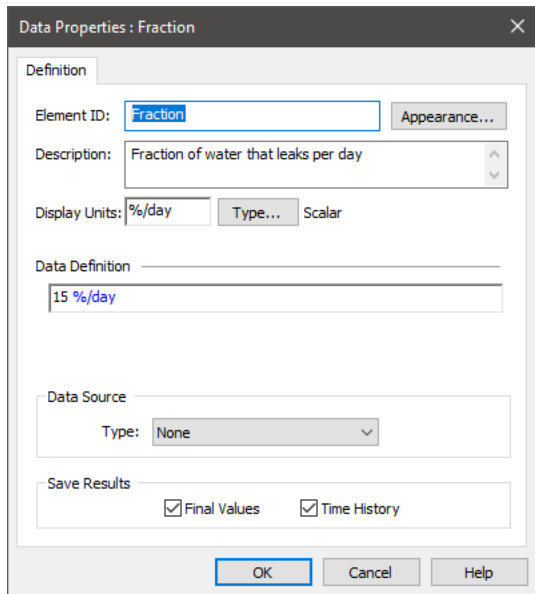 Data Properties : Fraction
Definition
Element ID: Fraction Appearance...
Description: Fraction of water that leaks per day
Display Units: %/day Type... Scalar
Data Definition
15 %/day
Data Source
Type: None
Save Results
Final Values Time History
OK Cancel Help